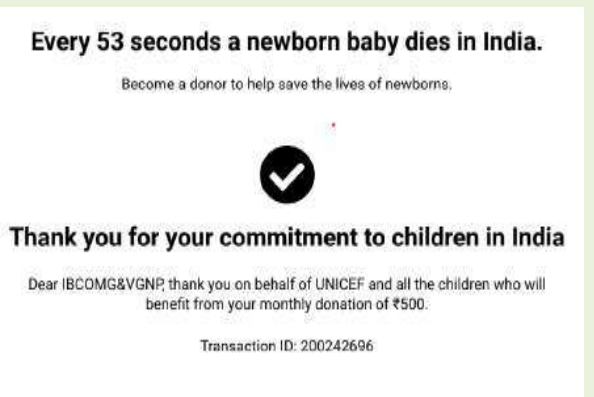 Every 53 seconds a newborn baby dies in India.
Become a donor to help save the lives of newborns.
Thank you for your commitment to children in India
Dear IBCOMG&VGNP, thank you on behalf of UNICEF and all the children who will
benefit from your monthly donation of ₹500.
Transaction ID: 200242696